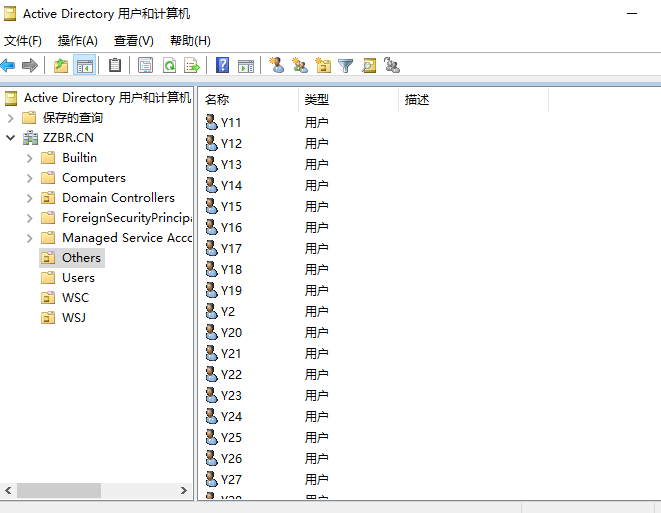 Active Directory 用户和计算机
文件(F) 操作(A) 查看(V) 帮助(H)
Active Directory 用户和计算机
保存的查询
ZZBR.CN
Builtin
Computers
Domain Controllers
ForeignSecurityPrincipa
Managed Service Acco
Others
Users
WSC
WSJ
名称 类型 描述
Y11 用户
Y12 用户
Y13 用户
Y14 用户
Y15 用户
Y16 用户
Y17 用户
Y18 用户
Y19 用户
Y2 用户
Y20 用户
Y21 用户
Y22 用户
Y23 用户
Y24 用户
Y25 用户
Y26 用户
Y27 用户